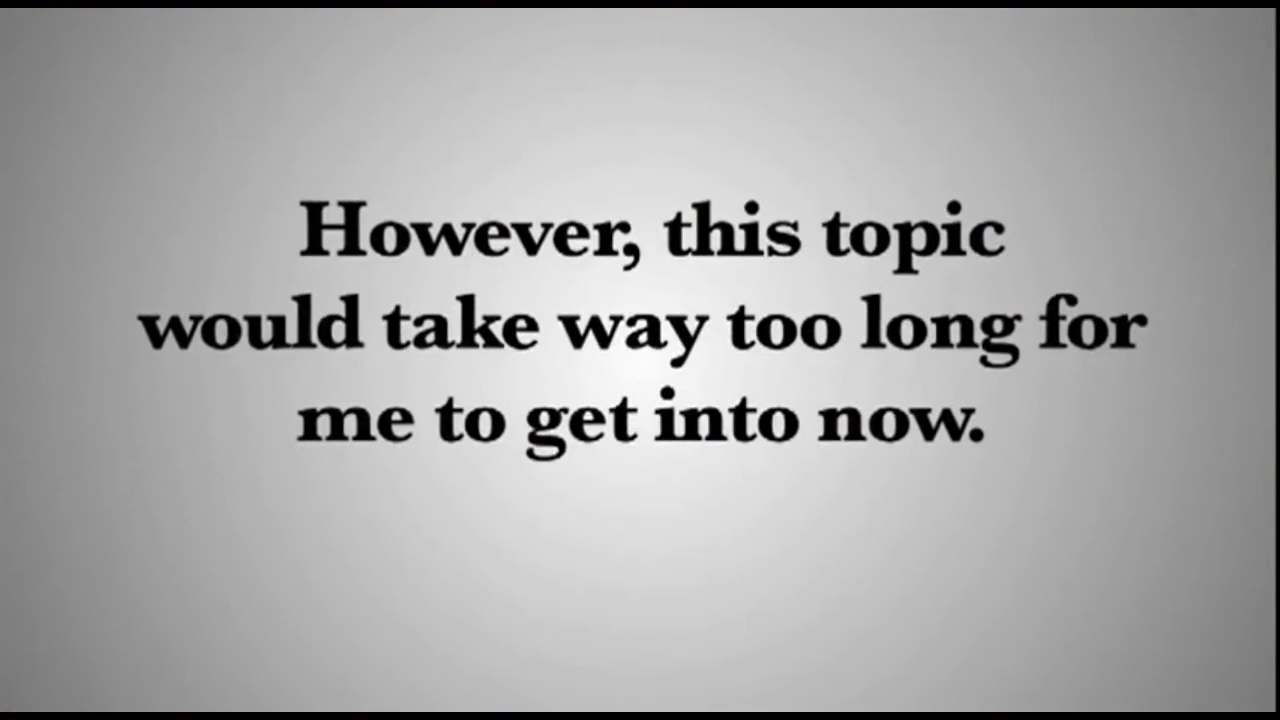 However, this topic
would take way too long for
me to get into now.